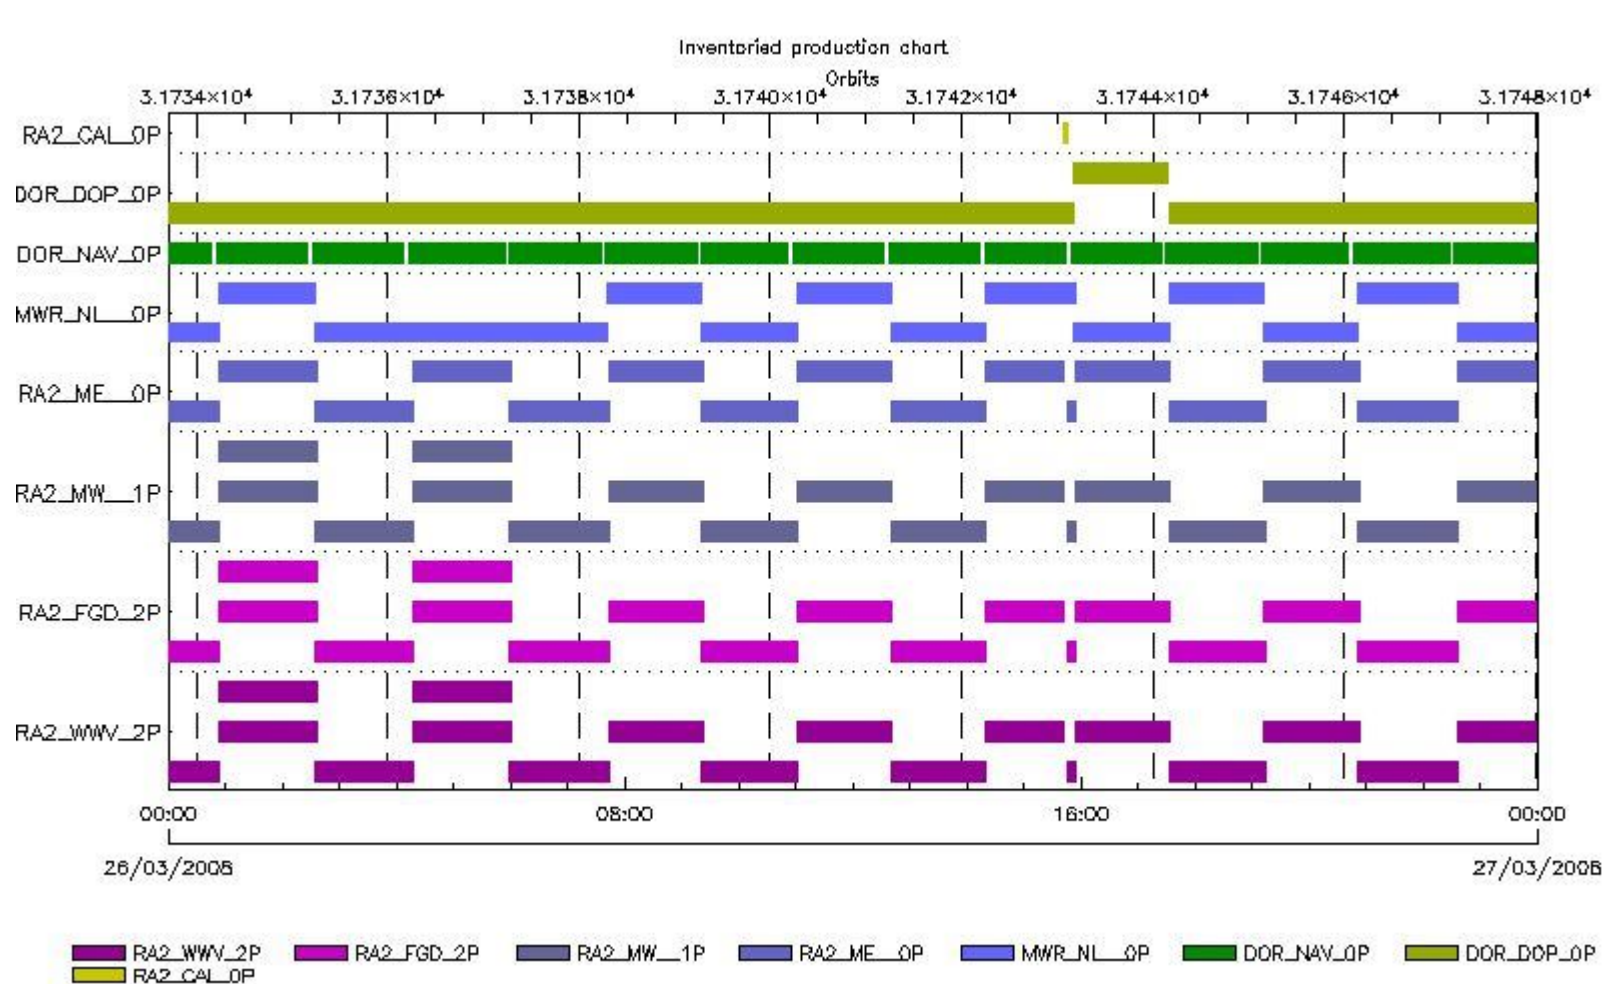 Inventoried production chart
Orbits
3.1734×10⁴ 3.1736×10⁴ 3.1738×10⁴ 3.1740×10⁴ 3.1742×10⁴ 3.1744×10⁴ 3.1746×10⁴ 3.1748×10⁴
RA2_CAL_0P
DOR_DOP_0P
DOR_NAV_0P
MWR_NL__0P
RA2_ME__0P
RA2_MW__1P
RA2_FGD_2P
RA2_WWV_2P
00:00 08:00 16:00 00:00
26/03/2008 27/03/2008
RA2_WWV_2P RA2_FGD_2P RA2_MW__1P RA2_ME__0P MWR_NL__0P DOR_NAV_0P DOR_DOP_0P
RA2_CAL_0P